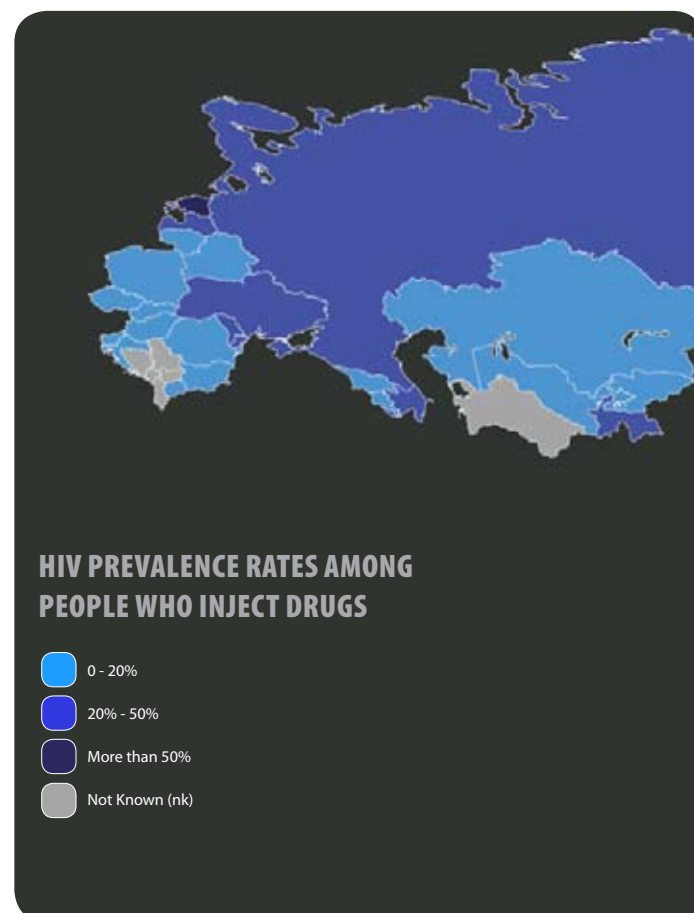 HIV PREVALENCE RATES AMONG
PEOPLE WHO INJECT DRUGS
0 - 20%
20% - 50%
More than 50%
Not Known (nk)